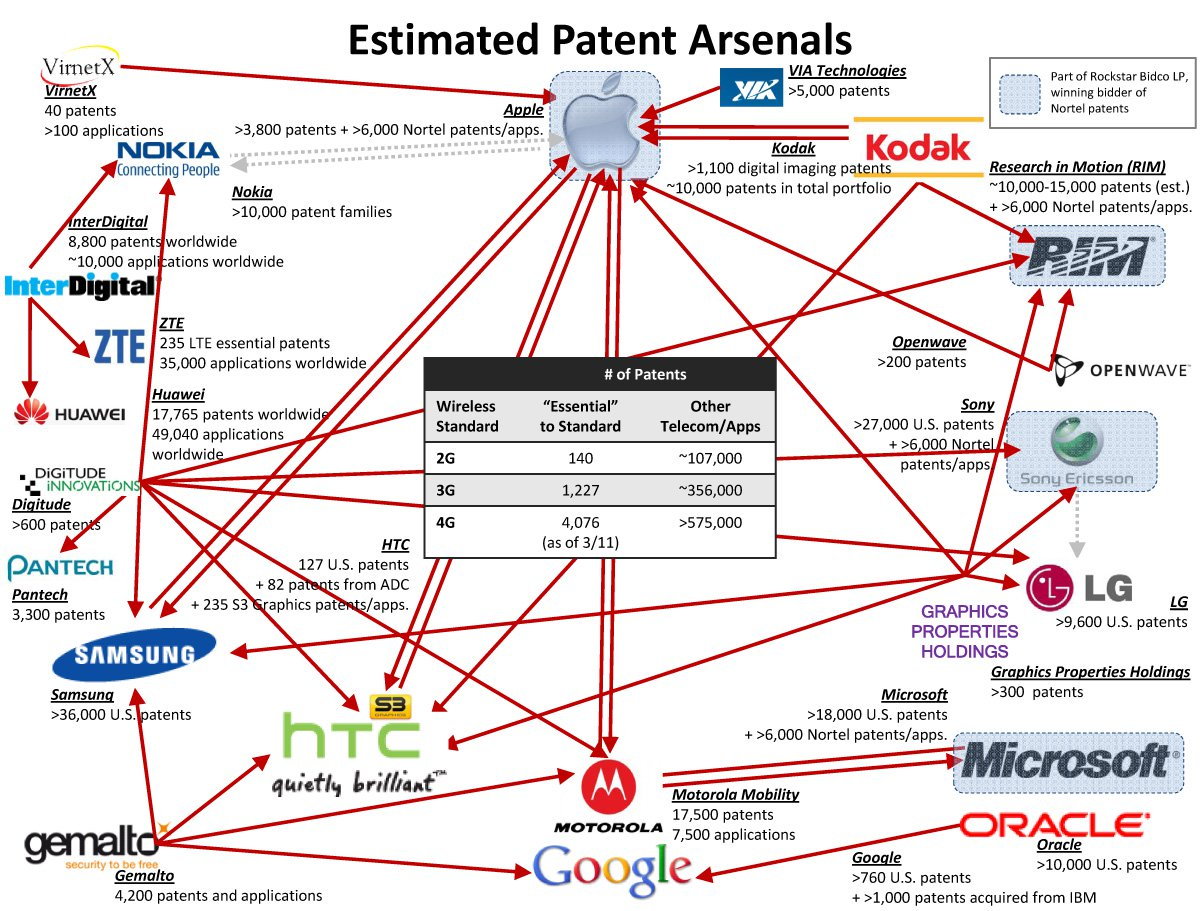 Estimated Patent Arsenals
VirnetX
VirnetX
40 patents
>100 applications
NOKIA
Connecting People
Nokia
>10,000 patent families
Apple
>3,800 patents + >6,000 Nortel patents/apps.
VIA
VIA Technologies
>5,000 patents
Part of Rockstar Bidco LP,
winning bidder of
Nortel patents
Kodak
Kodak
>1,100 digital imaging patents
~10,000 patents in total portfolio
Research in Motion (RIM)
~10,000-15,000 patents (est.)
+ >6,000 Nortel patents/apps.
RIM
InterDigital
8,800 patents worldwide
~10,000 applications worldwide
InterDigital
ZTE
ZTE
235 LTE essential patents
35,000 applications worldwide
HUAWEI
Huawei
17,765 patents worldwide
49,040 applications
worldwide
Openwave
>200 patents
OPENWAVE™
Sony
>27,000 U.S. patents
+ >6,000 Nortel
patents/apps.
Sony Ericsson
# of Patents
Wireless Standard
“Essential” to Standard
Other Telecom/Apps
2G 140 ~107,000
3G 1,227 ~356,000
4G 4,076 (as of 3/11) >575,000
DiGiTUDE
iNNOVATiONS
Digitude
>600 patents
PANTECH
Pantech
3,300 patents
HTC
127 U.S. patents
+ 82 patents from ADC
+ 235 S3 Graphics patents/apps.
LG
LG
>9,600 U.S. patents
GRAPHICS
PROPERTIES
HOLDINGS
Graphics Properties Holdings
>300 patents
SAMSUNG
Samsung
>36,000 U.S. patents
S3
GRAPHICS
hTC
quietly brilliant™
Microsoft
>18,000 U.S. patents
+ >6,000 Nortel patents/apps.
Microsoft®
MOTOROLA
Motorola Mobility
17,500 patents
7,500 applications
ORACLE®
Oracle
>10,000 U.S. patents
gemalto
security to be free
Gemalto
4,200 patents and applications
Google™
Google
>760 U.S. patents
+ >1,000 patents acquired from IBM